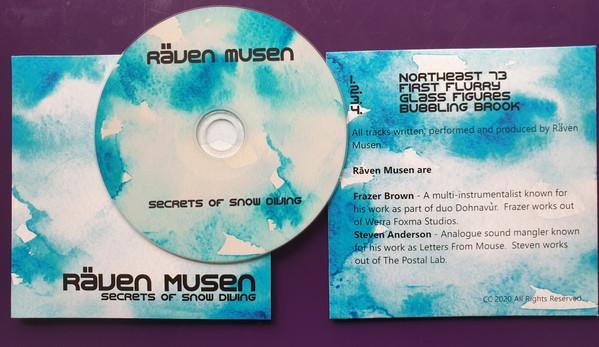 RÄVEN MUSEN
SECRETS OF SNOW DIVING
RÄVEN MUSEN
SECRETS OF SNOW DIVING
1. NORTHEAST 73
2. FIRST FLURRY
3. GLASS FIGURES
4. BUBBLING BROOK
All tracks written, performed and produced by Räven
Musen.
Räven Musen are
Frazer Brown - A multi-instrumentalist known for
his work as part of duo Dohnavùr. Frazer works out
of Werra Foxma Studios.
Steven Anderson - Analogue sound mangler known
for his work as Letters From Mouse. Steven works
out of The Postal Lab.
CC 2020 All Rights Reserved.